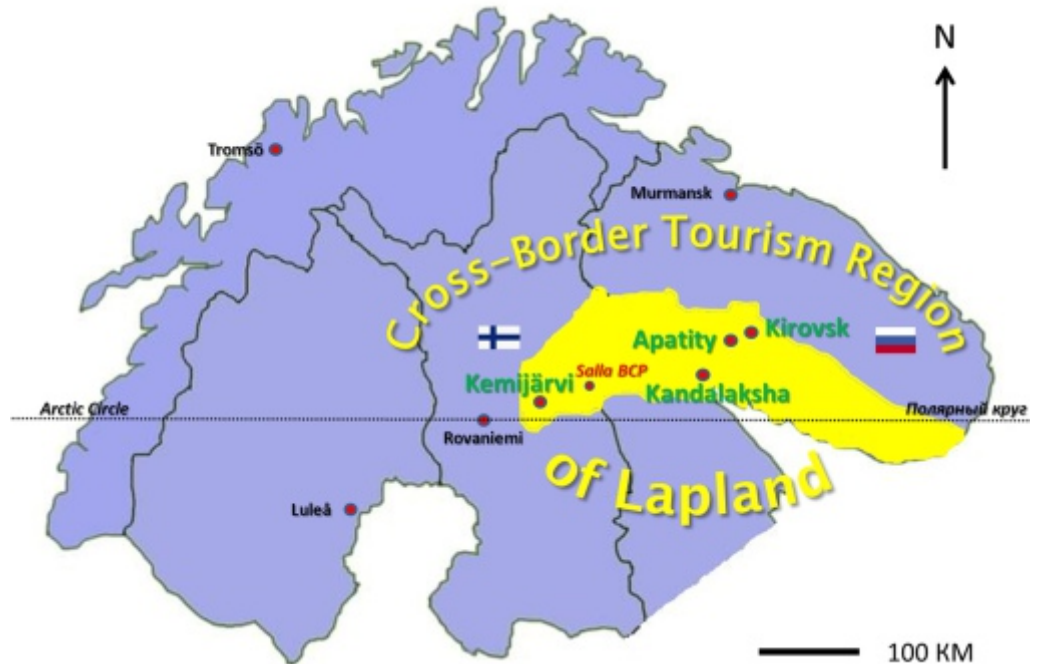 N
Tromsö
Murmansk
Cross-Border Tourism Region
of Lapland
Kirovsk
Apatity
Salla BCP
Kemijärvi
Kandalaksha
Arctic Circle
Полярный круг
Rovaniemi
Luleå
100 KM